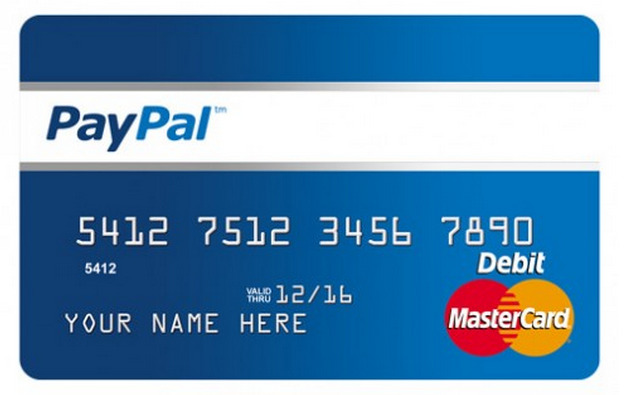 PayPal™
5412 7512 3456 7890
5412
Debit
VALID THRU 12/16
YOUR NAME HERE
MasterCard